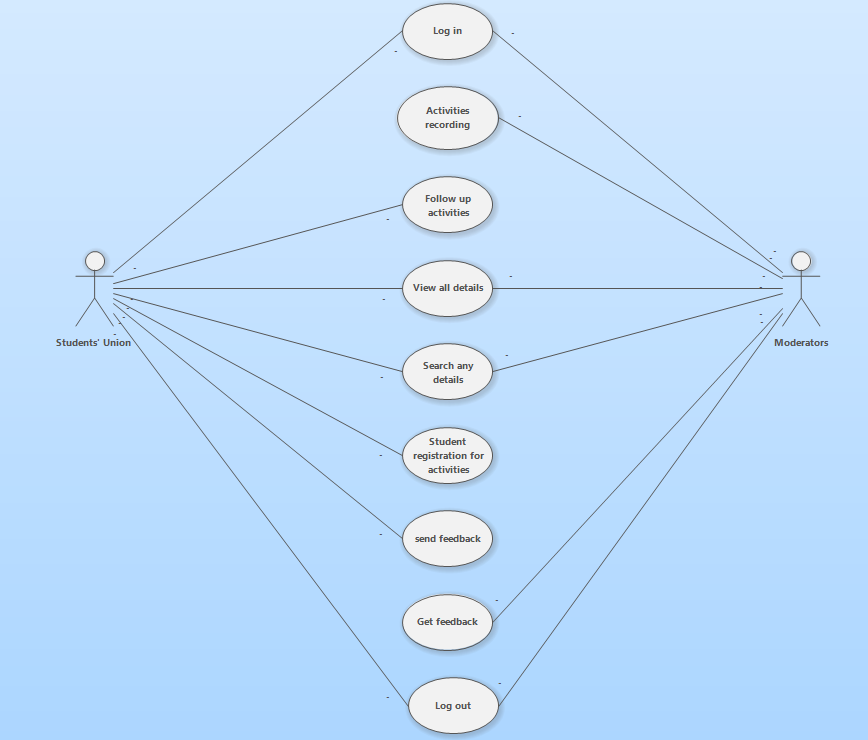 Log in
Activities
recording
Follow up
activities
View all details
Students' Union
Moderators
Search any
details
Student
registration for
activities
send feedback
Get feedback
Log out